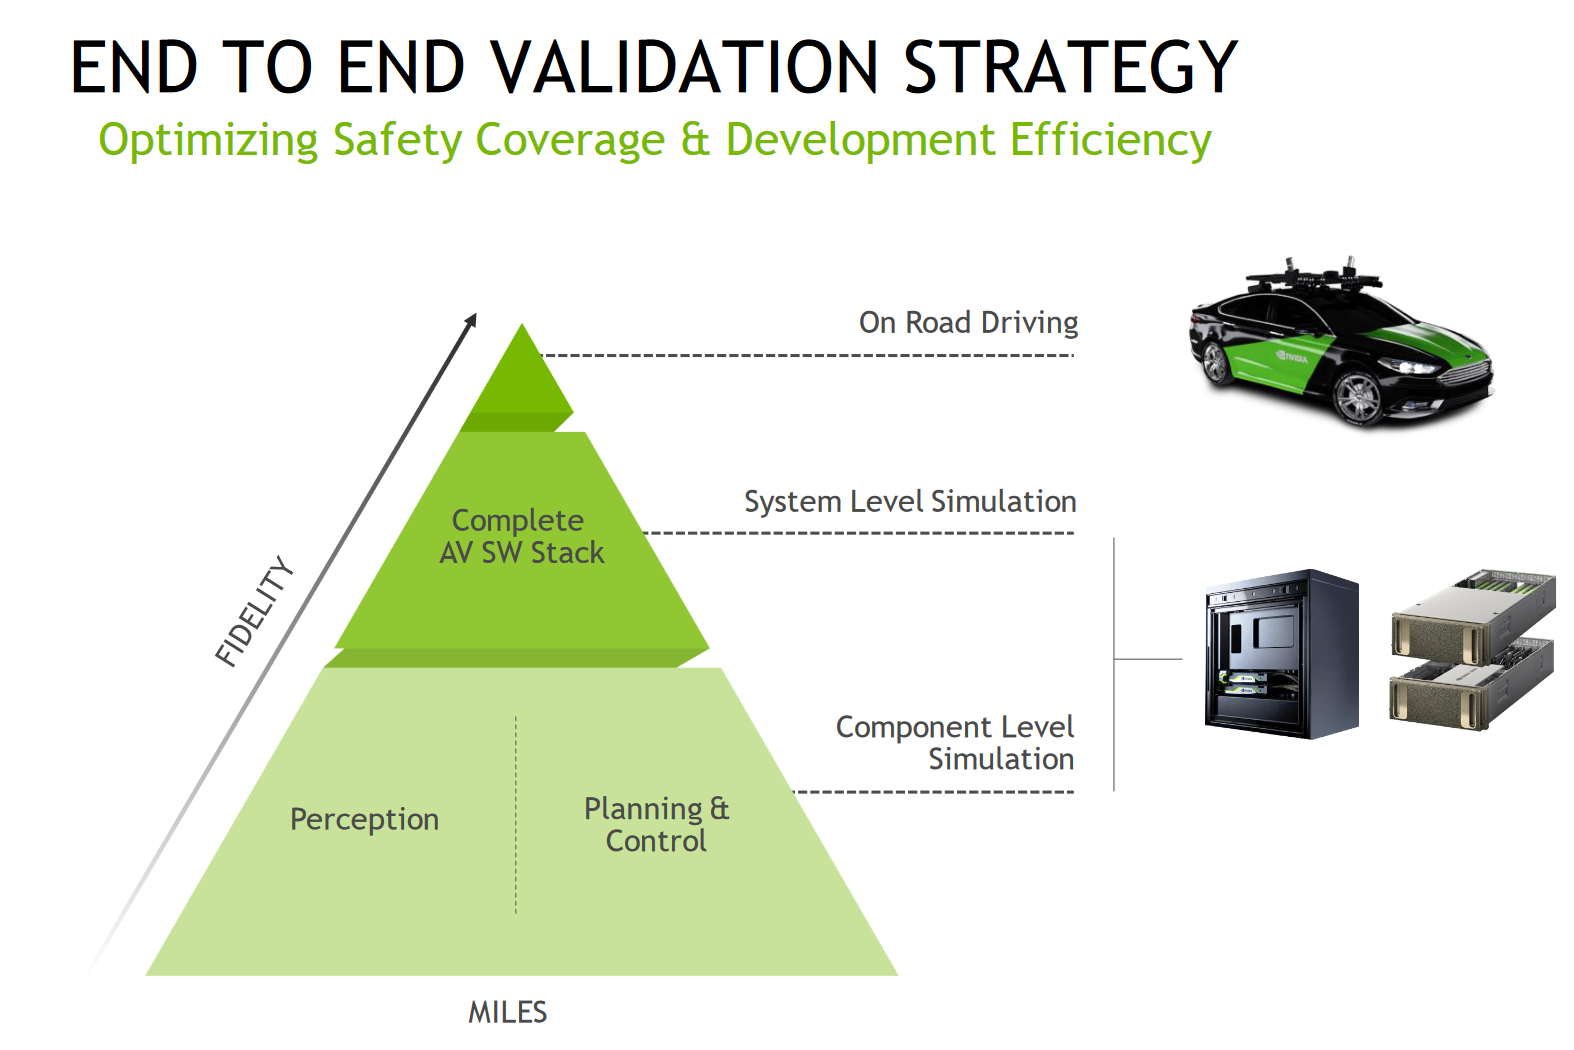 END TO END VALIDATION STRATEGY
Optimizing Safety Coverage & Development Efficiency
On Road Driving
NVIDIA
System Level Simulation
Complete
AV SW Stack
FIDELITY
Component Level
Simulation
Perception
Planning &
Control
MILES